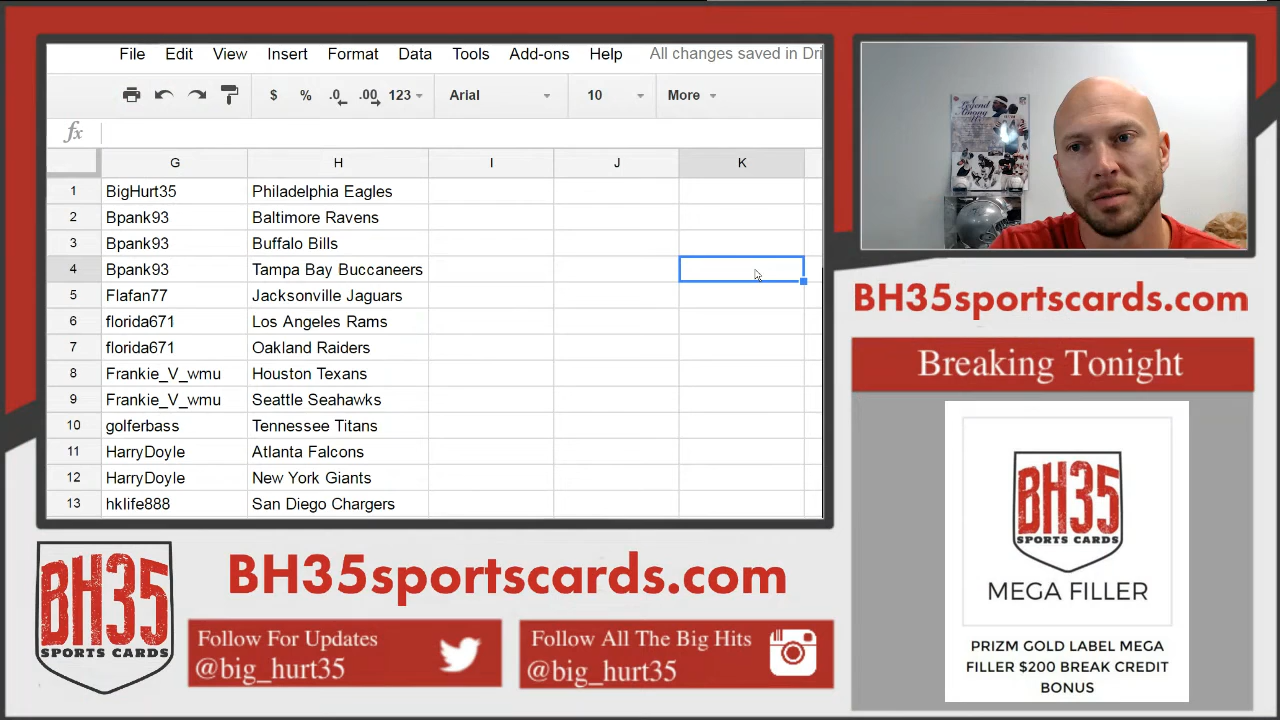 File Edit View Insert Format Data Tools Add-ons Help All changes saved in Dri
$ % .0 .00 123 Arial 10 More
fx
G H I J K
1 BigHurt35 Philadelphia Eagles
2 Bpank93 Baltimore Ravens
3 Bpank93 Buffalo Bills
4 Bpank93 Tampa Bay Buccaneers
5 Flafan77 Jacksonville Jaguars
6 florida671 Los Angeles Rams
7 florida671 Oakland Raiders
8 Frankie_V_wmu Houston Texans
9 Frankie_V_wmu Seattle Seahawks
10 golferbass Tennessee Titans
11 HarryDoyle Atlanta Falcons
12 HarryDoyle New York Giants
13 hklife888 San Diego Chargers
BH35sportscards.com
Breaking Tonight
BH35
SPORTS CARDS
MEGA FILLER
PRIZM GOLD LABEL MEGA
FILLER $200 BREAK CREDIT
BONUS
BH35
SPORTS CARDS
BH35sportscards.com
Follow For Updates
@big_hurt35
Follow All The Big Hits
@big_hurt35